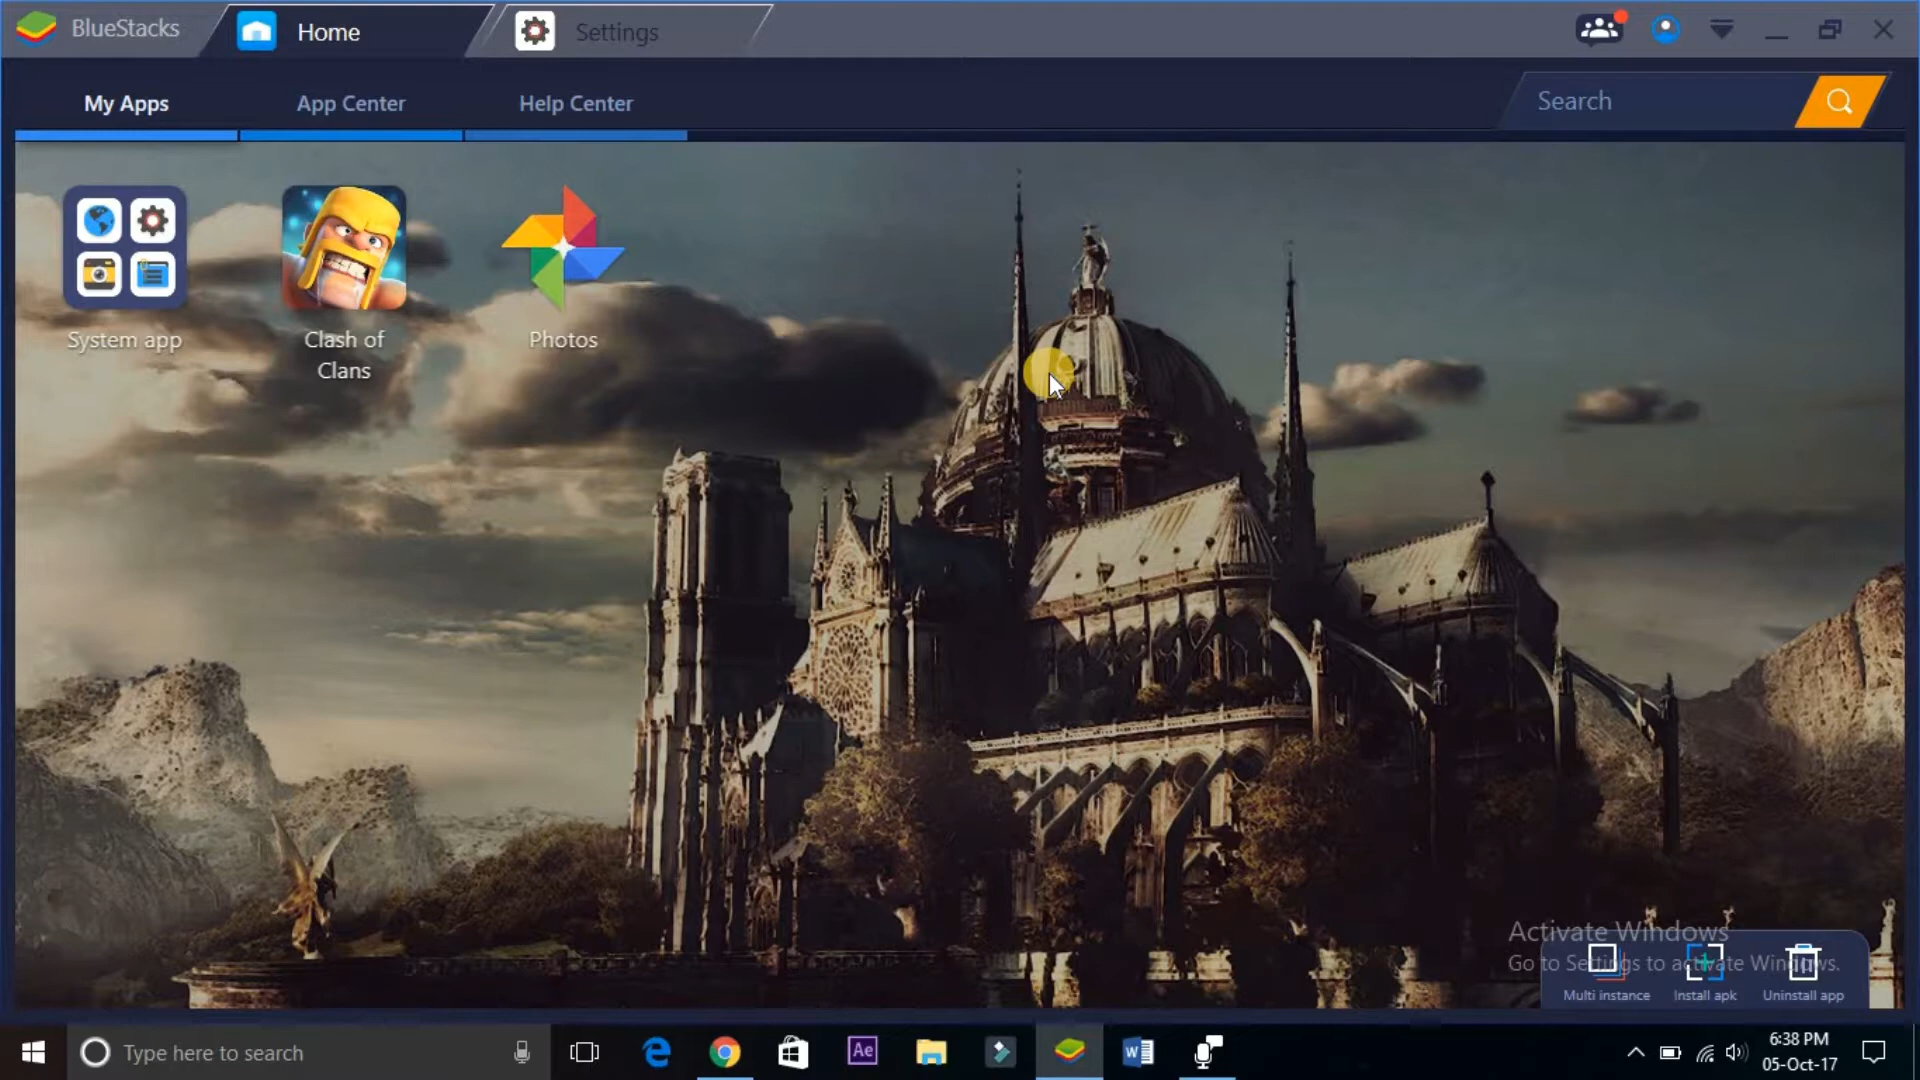 BlueStacks
Home
Settings
My Apps
App Center
Help Center
Search
System app
Clash of
Clans
Photos
Activate Windows
Go to Settings to activate Windows.
Multi instance
Install apk
Uninstall app
Type here to search
Ae
W
6:38 PM
05-Oct-17